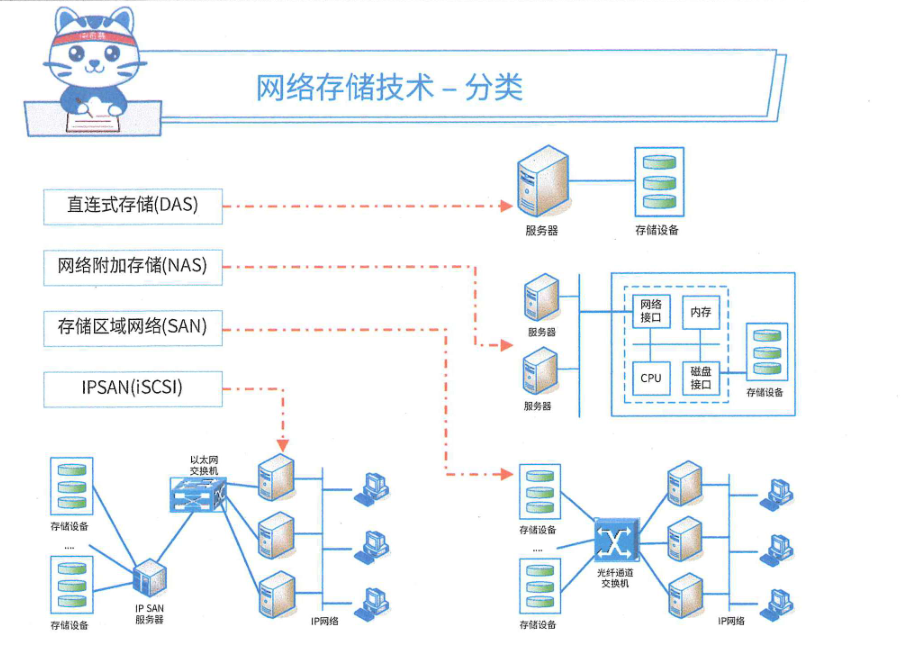 网络存储技术 – 分类
直连式存储(DAS)
服务器
存储设备
网络附加存储(NAS)
服务器
服务器
网络
接口
内存
CPU
磁盘
接口
存储设备
存储区域网络(SAN)
IPSAN(iSCSI)
存储设备
....
存储设备
IP SAN
服务器
以太网
交换机
IP网络
存储设备
....
存储设备
光纤通道
交换机
IP网络